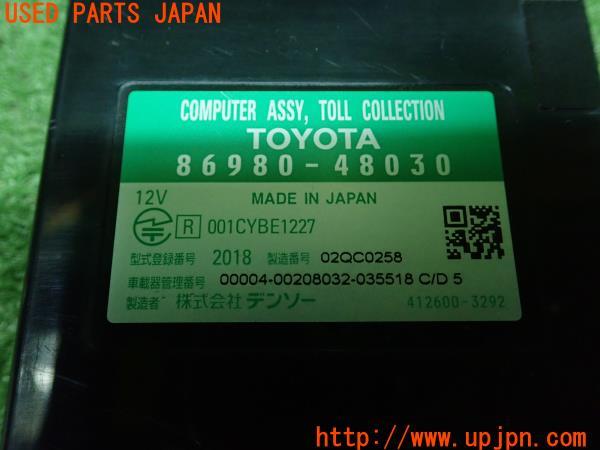 USED PARTS JAPAN
COMPUTER ASSY, TOLL COLLECTION
TOYOTA
86980-48030
12V MADE IN JAPAN
R 001CYBE1227
型式登録番号 2018 製造番号 02QC0258
車載器管理番号 00004-00208032-035518 C/D 5
製造者 株式会社 デンソー 412600-3292
UPJ
http://www.upjpn.com/